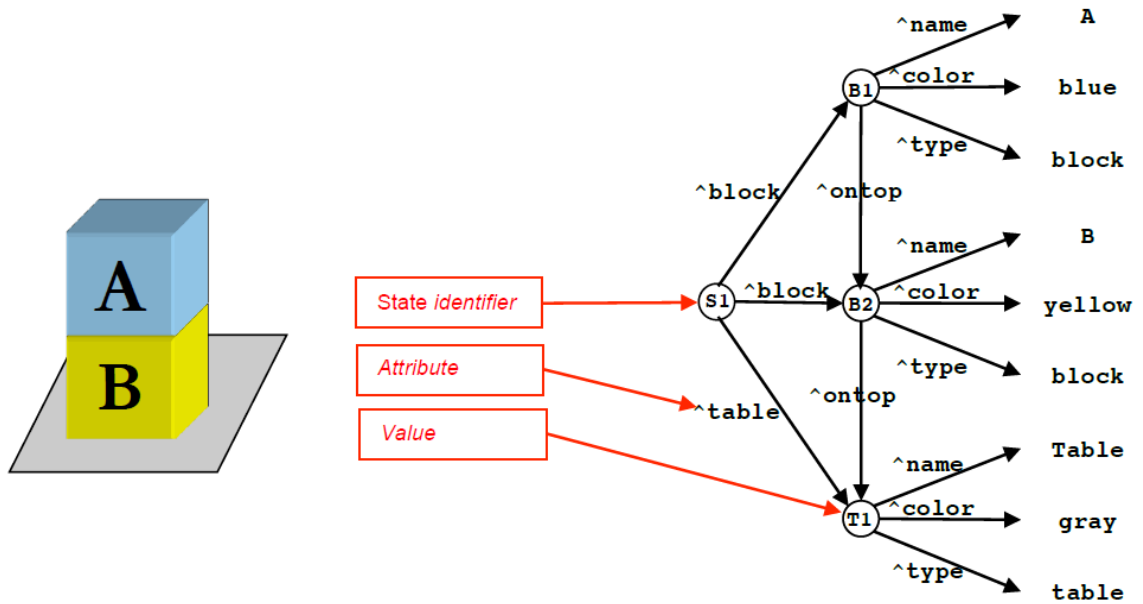 A
B
State identifier
Attribute
Value
S1
^block
^block
^table
B1
^name
A
^color
blue
^type
block
^ontop
B2
^name
B
^color
yellow
^type
block
^ontop
T1
^name
Table
^color
gray
^type
table